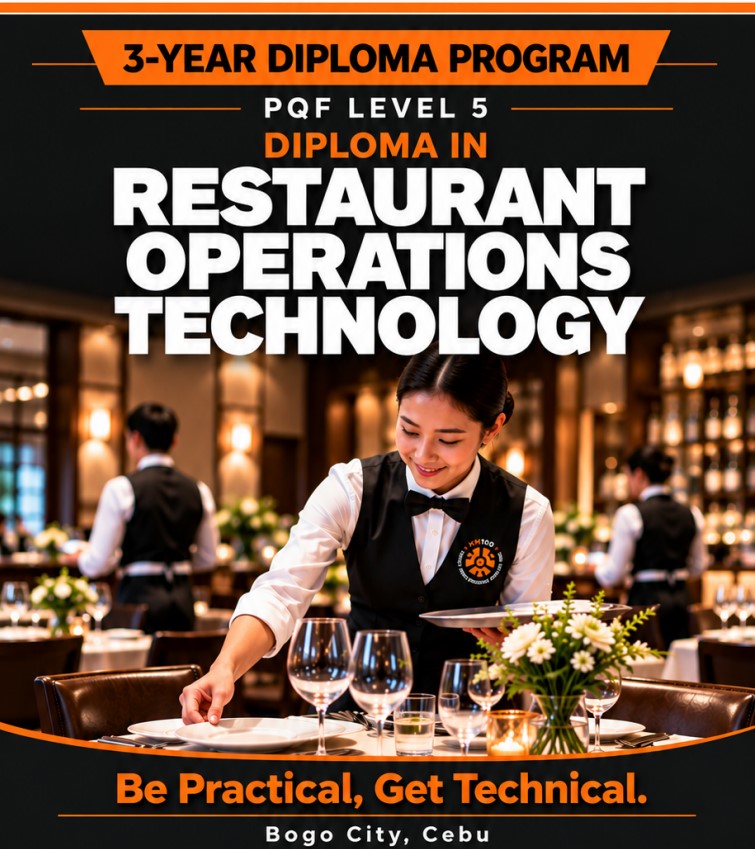 3-YEAR DIPLOMA PROGRAM
PQF LEVEL 5
DIPLOMA IN
RESTAURANT
OPERATIONS
TECHNOLOGY
Be Practical, Get Technical.
Bogo City, Cebu